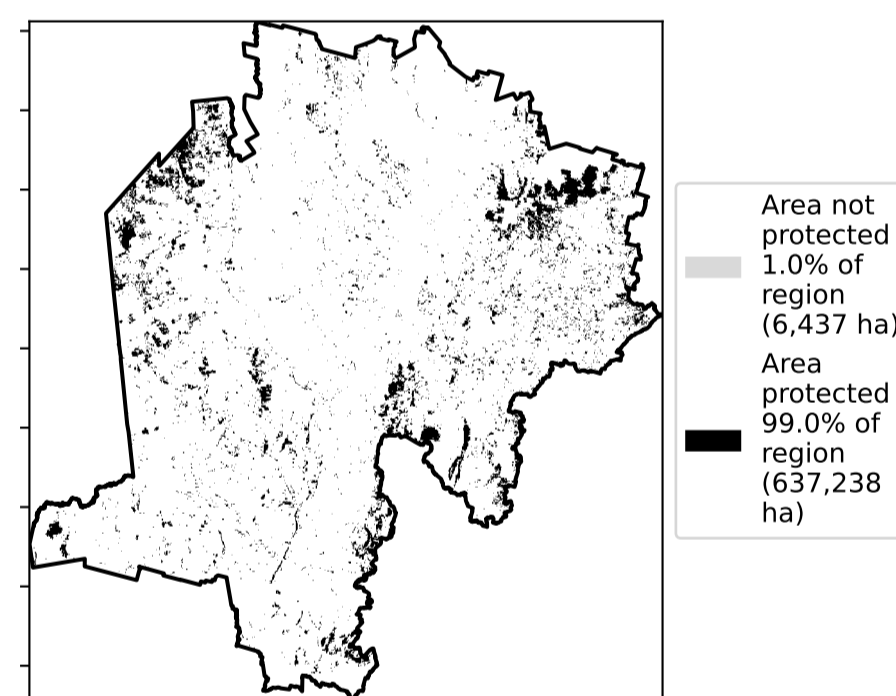 Area not
protected
1.0% of
region
(6,437 ha)
Area
protected
99.0% of
region
(637,238
ha)